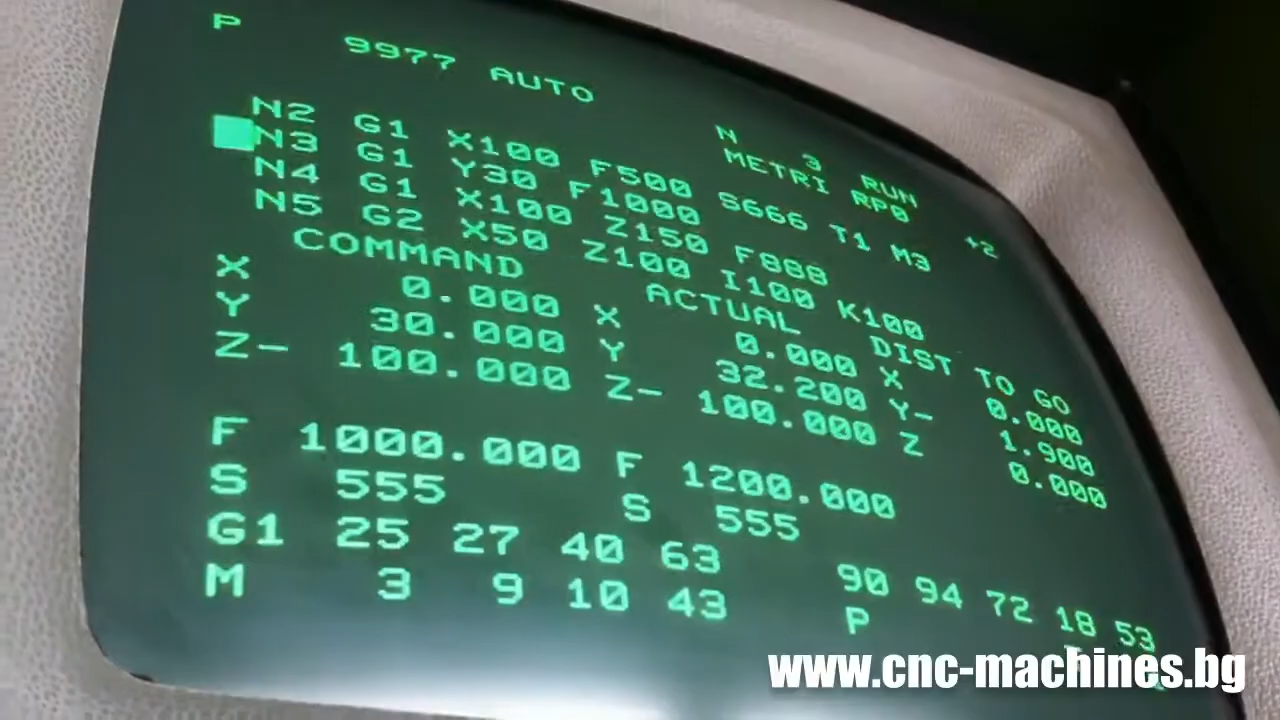 P 9977 AUTO N 3 RUN
METRI RP0 +2
N2 G1 X100 F500 S666 T1 M3
N3 G1 Y30 F1000
N4 G1 X100 Z150 F888
N5 G2 X50 Z100 I100 K100
COMMAND ACTUAL DIST TO GO
X 0.000 X 0.000 X 0.000
Y 30.000 Y 32.200 Y- 1.900
Z- 100.000 Z- 100.000 Z 0.000
F 1000.000 F 1200.000
S 555 S 555
G1 25 27 40 63 90 94 72 18 53
M 3 9 10 43 P
www.cnc-machines.bg